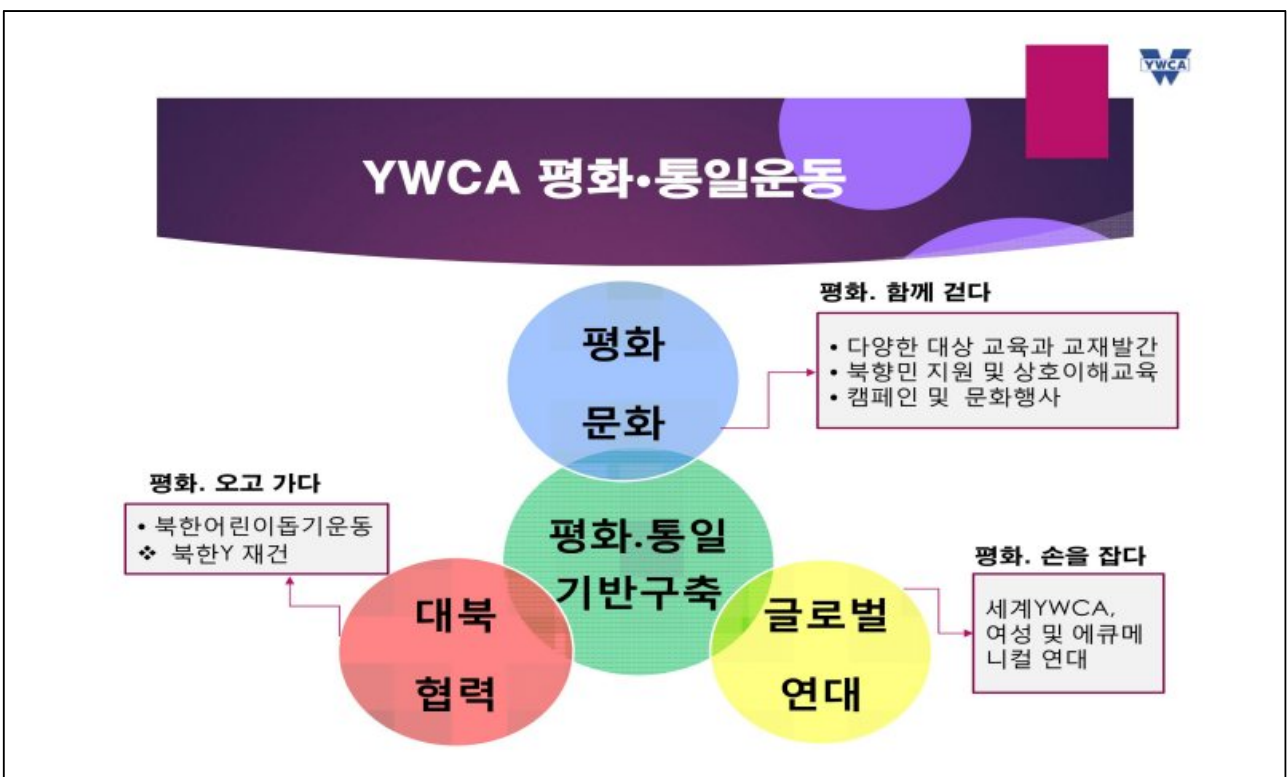 YWCA
YWCA 평화•통일운동
평화. 함께 걷다
평화
문화
• 다양한 대상 교육과 교재발간
• 북향민 지원 및 상호이해교육
• 캠페인 및 문화행사
평화. 오고 가다
• 북한어린이돕기운동
❖ 북한Y 재건
평화.통일
기반구축
대북
협력
글로벌
연대
평화. 손을 잡다
세계YWCA,
여성 및 에큐메
니컬 연대